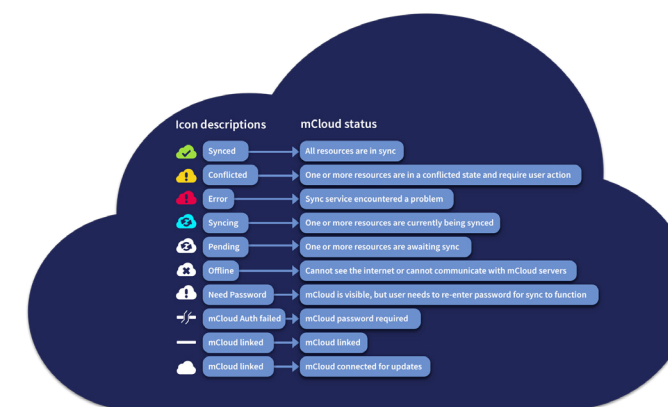 Icon descriptions mCloud status
Synced All resources are in sync
Conflicted One or more resources are in a conflicted state and require user action
Error Sync service encountered a problem
Syncing One or more resources are currently being synced
Pending One or more resources are awaiting sync
Offline Cannot see the internet or cannot communicate with mCloud servers
Need Password mCloud is visible, but user needs to re-enter password for sync to function
mCloud Auth failed mCloud password required
mCloud linked mCloud linked
mCloud linked mCloud connected for updates